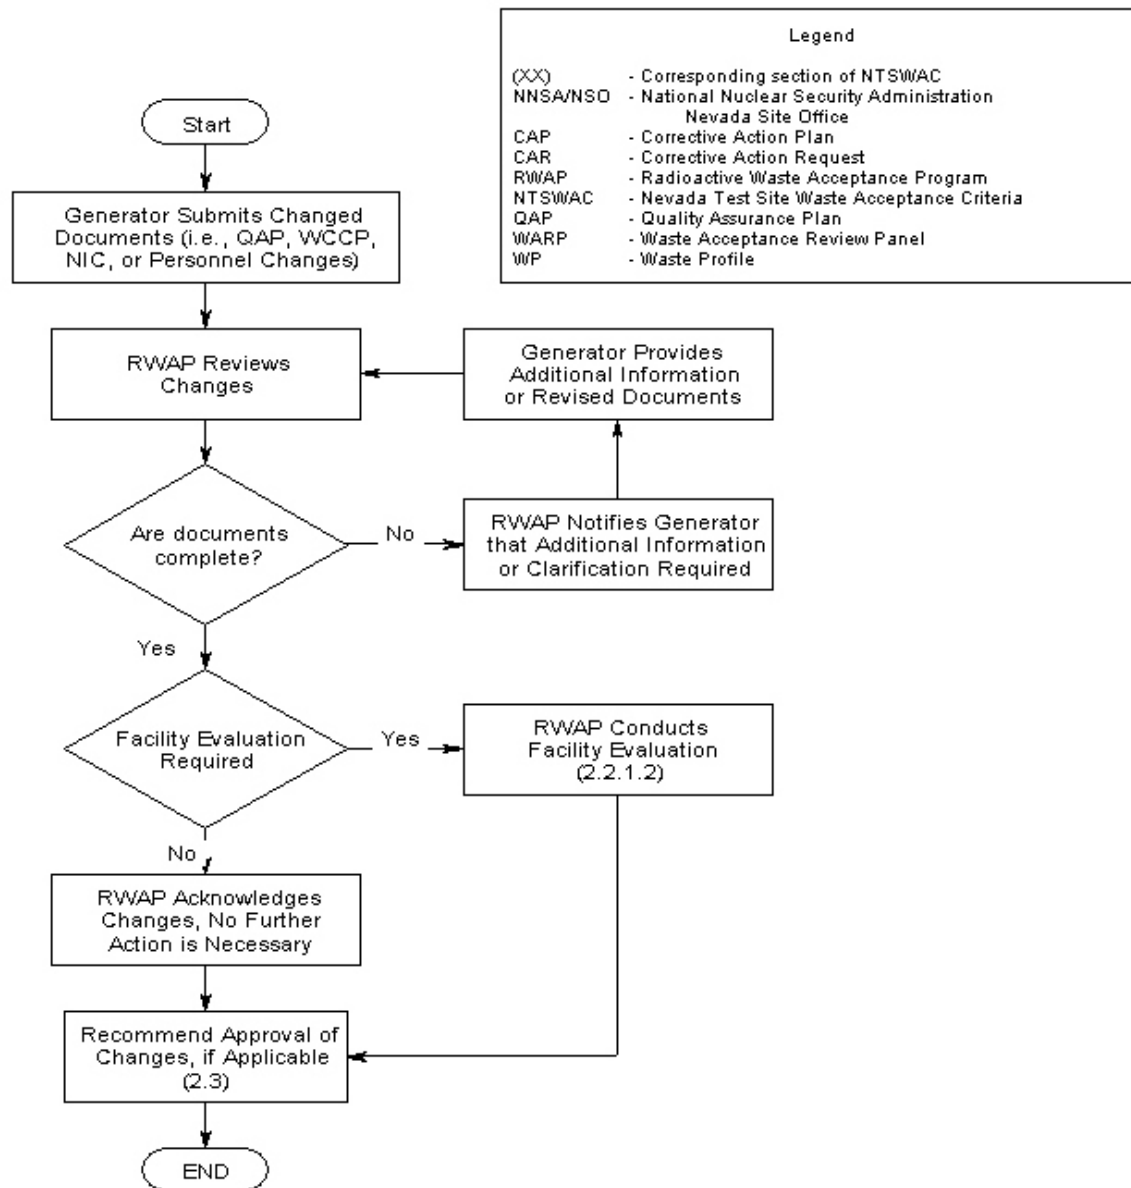 Legend
(XX) - Corresponding section of NTSWAC
NNSA/NSO - National Nuclear Security Administration
Nevada Site Office
CAP - Corrective Action Plan
CAR - Corrective Action Request
RWAP - Radioactive Waste Acceptance Program
NTSWAC - Nevada Test Site Waste Acceptance Criteria
QAP - Quality Assurance Plan
WARP - Waste Acceptance Review Panel
WP - Waste Profile
Start
Generator Submits Changed
Documents (i.e., QAP, WCCP,
NIC, or Personnel Changes)
RWAP Reviews
Changes
Generator Provides
Additional Information
or Revised Documents
Are documents
complete?
No
RWAP Notifies Generator
that Additional Information
or Clarification Required
Yes
Facility Evaluation
Required
Yes
RWAP Conducts
Facility Evaluation
(2.2.1.2)
No
RWAP Acknowledges
Changes, No Further
Action is Necessary
Recommend Approval of
Changes, if Applicable
(2.3)
END